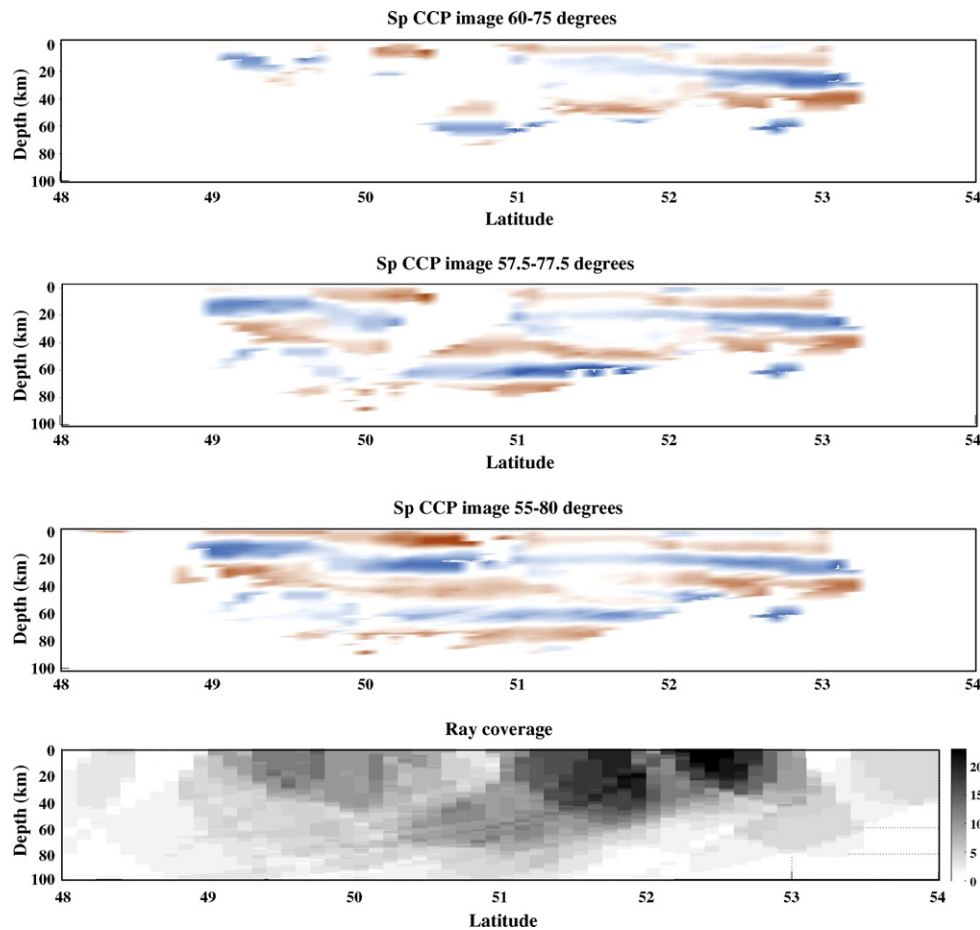 Sp CCP image 60-75 degrees
0
20
40
60
80
100
Depth (km)
48 49 50 51 52 53 54
Latitude
Sp CCP image 57.5-77.5 degrees
0
20
40
60
80
100
Depth (km)
48 49 50 51 52 53 54
Latitude
Sp CCP image 55-80 degrees
0
20
40
60
80
100
Depth (km)
48 49 50 51 52 53 54
Latitude
Ray coverage
0
20
40
60
80
100
Depth (km)
48 49 50 51 52 53 54
Latitude
20
15
10
5
0